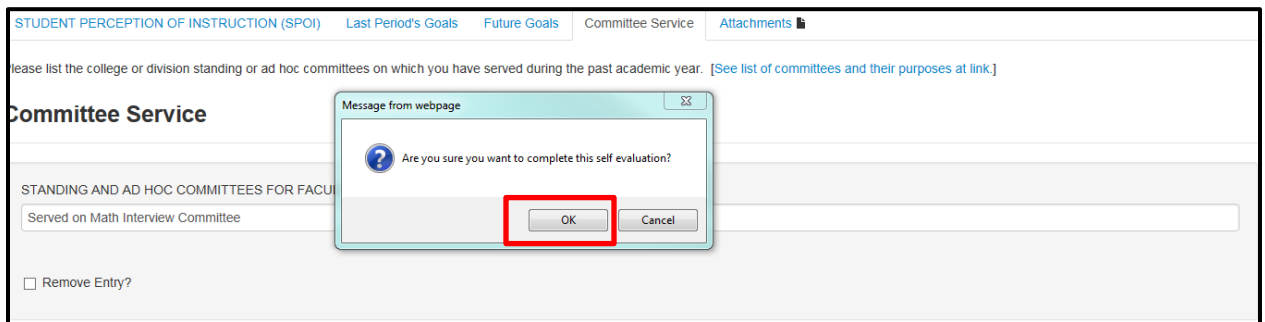 STUDENT PERCEPTION OF INSTRUCTION (SPOI) Last Period's Goals Future Goals Committee Service Attachments
lease list the college or division standing or ad hoc committees on which you have served during the past academic year. [See list of committees and their purposes at link.]
Committee Service
Message from webpage
Are you sure you want to complete this self evaluation?
OK Cancel
STANDING AND AD HOC COMMITTEES FOR FACU
Served on Math Interview Committee
Remove Entry?